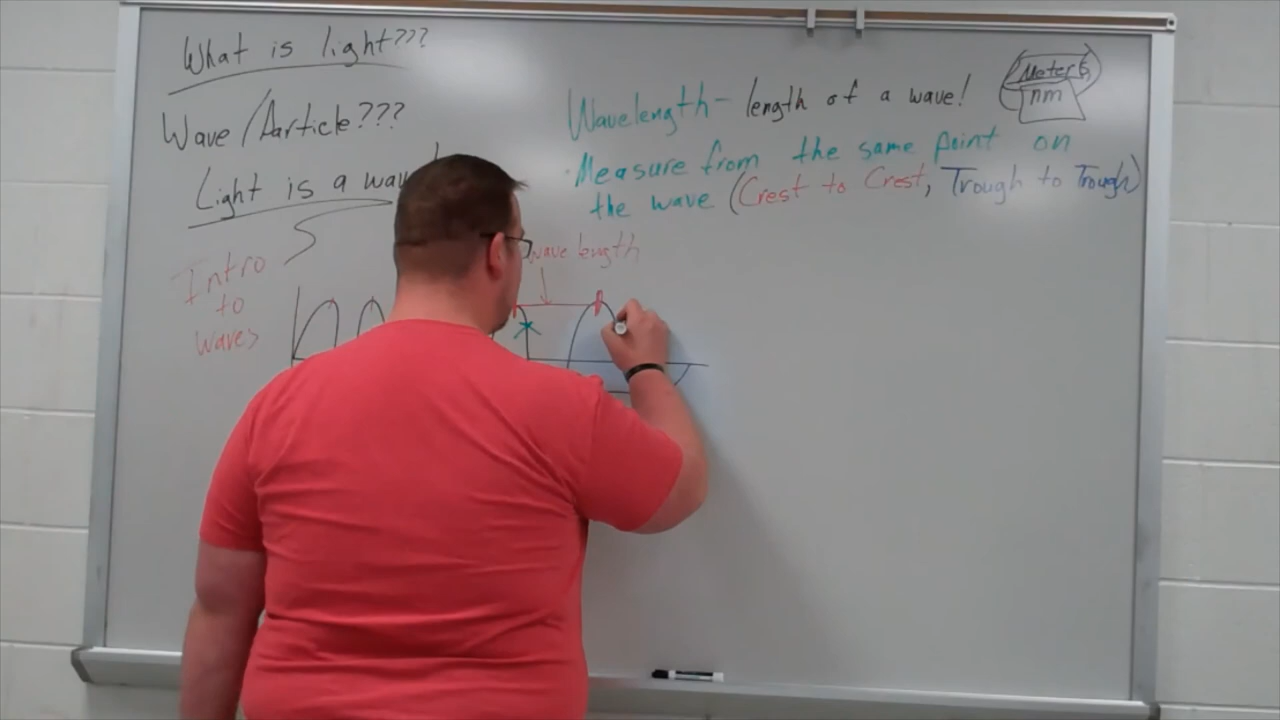 What is light???
Wave/Particle???
Light is a wav
Intro
to
waves
Wavelength - length of a wave!
Meters,
nm
· Measure from the same point on
the wave (Crest to Crest, Trough to Trough)
wave length